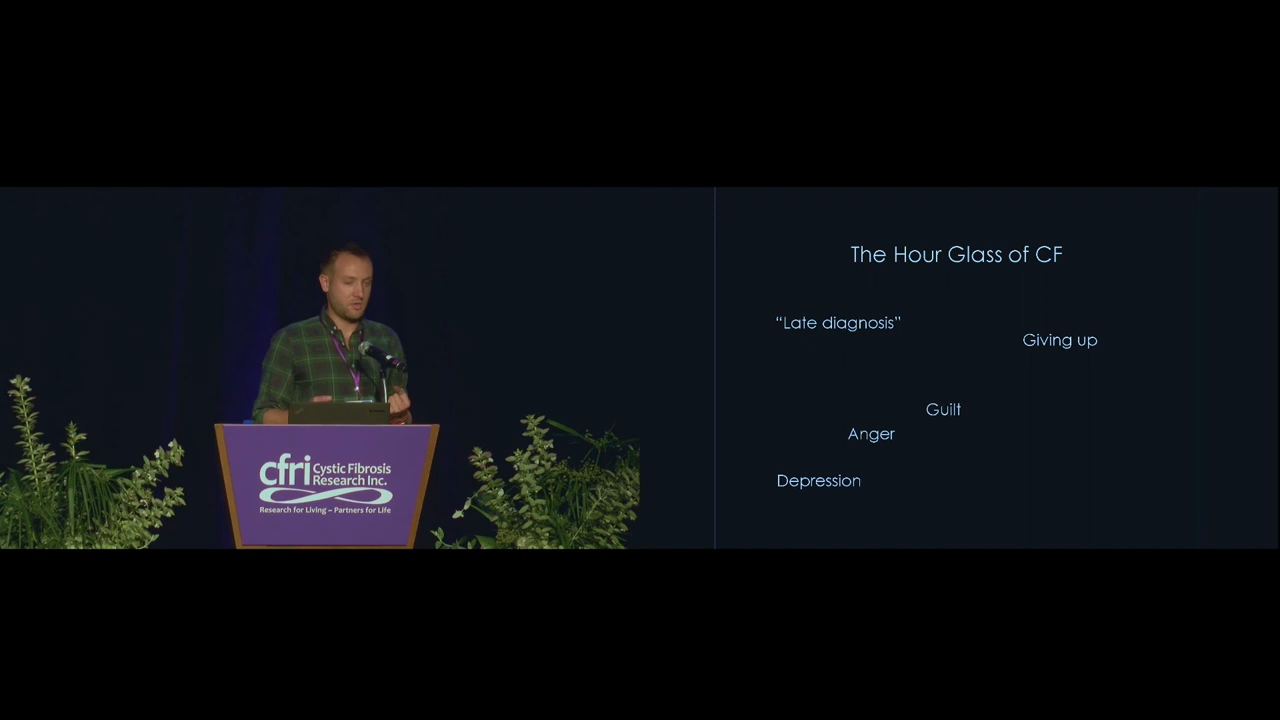 cfri Cystic Fibrosis
Research Inc.
Research for Living ~ Partners for Life
The Hour Glass of CF
“Late diagnosis”
Giving up
Guilt
Anger
Depression